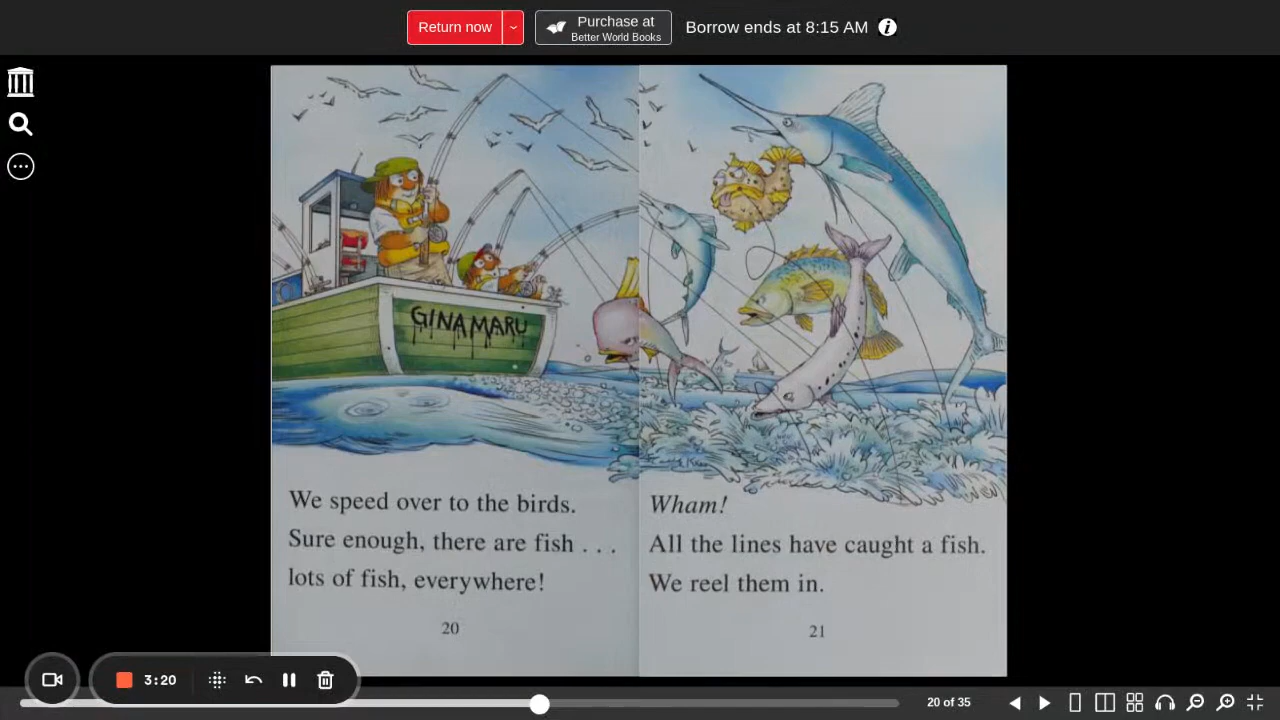 Return now
Purchase at
Better World Books
Borrow ends at 8:15 AM
GINA MARU
We speed over to the birds.
Sure enough, there are fish . . .
lots of fish, everywhere!
20
Wham!
All the lines have caught a fish.
We reel them in.
21
3:20
20 of 35